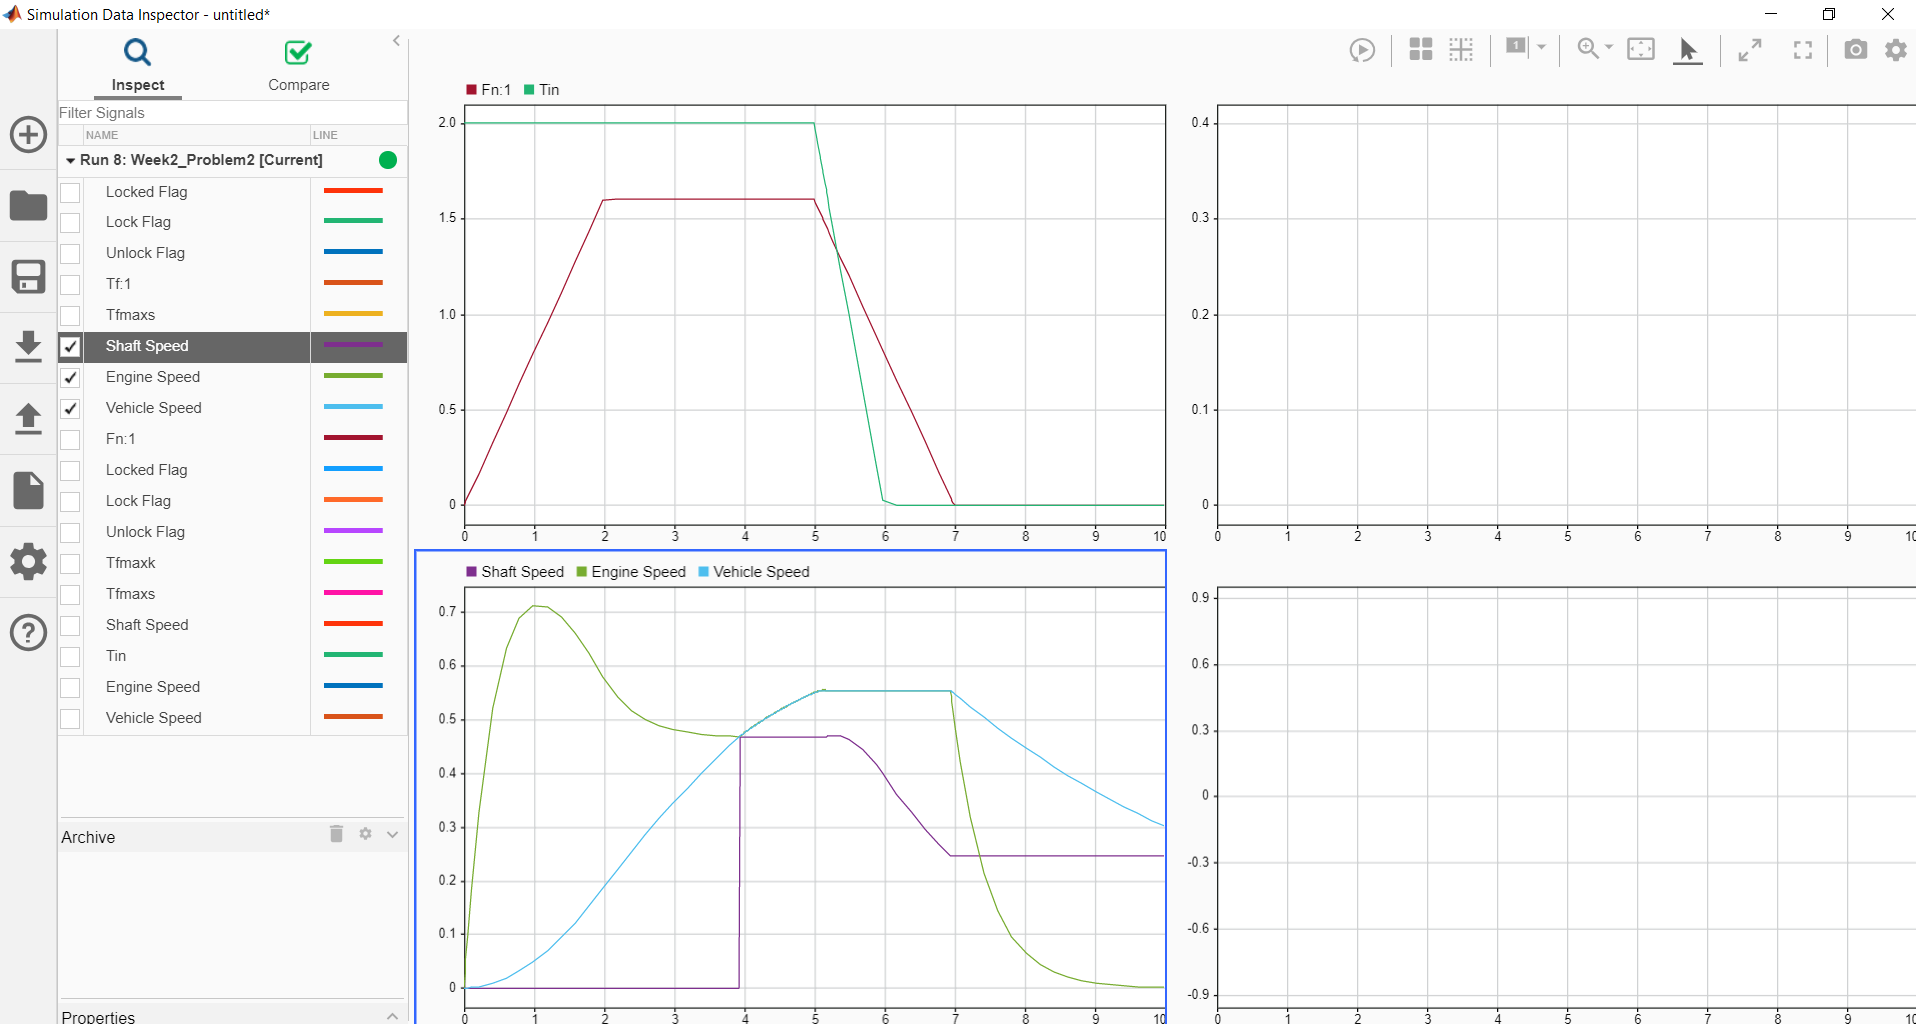 Simulation Data Inspector - untitled*
Inspect
Compare
Filter Signals
NAME LINE
Run 8: Week2_Problem2 [Current]
Locked Flag
Lock Flag
Unlock Flag
Tf:1
Tfmaxs
Shaft Speed
Engine Speed
Vehicle Speed
Fn:1
Locked Flag
Lock Flag
Unlock Flag
Tfmaxk
Tfmaxs
Shaft Speed
Tin
Engine Speed
Vehicle Speed
Archive
Properties
1
Fn:1 Tin
2.0
1.5
1.0
0.5
0
0 1 2 3 4 5 6 7 8 9 10
0.4
0.3
0.2
0.1
0
0 1 2 3 4 5 6 7 8 9 10
Shaft Speed Engine Speed Vehicle Speed
0.7
0.6
0.5
0.4
0.3
0.2
0.1
0
0 1 2 3 4 5 6 7 8 9 10
0.9
0.6
0.3
0
-0.3
-0.6
-0.9
0 1 2 3 4 5 6 7 8 9 10